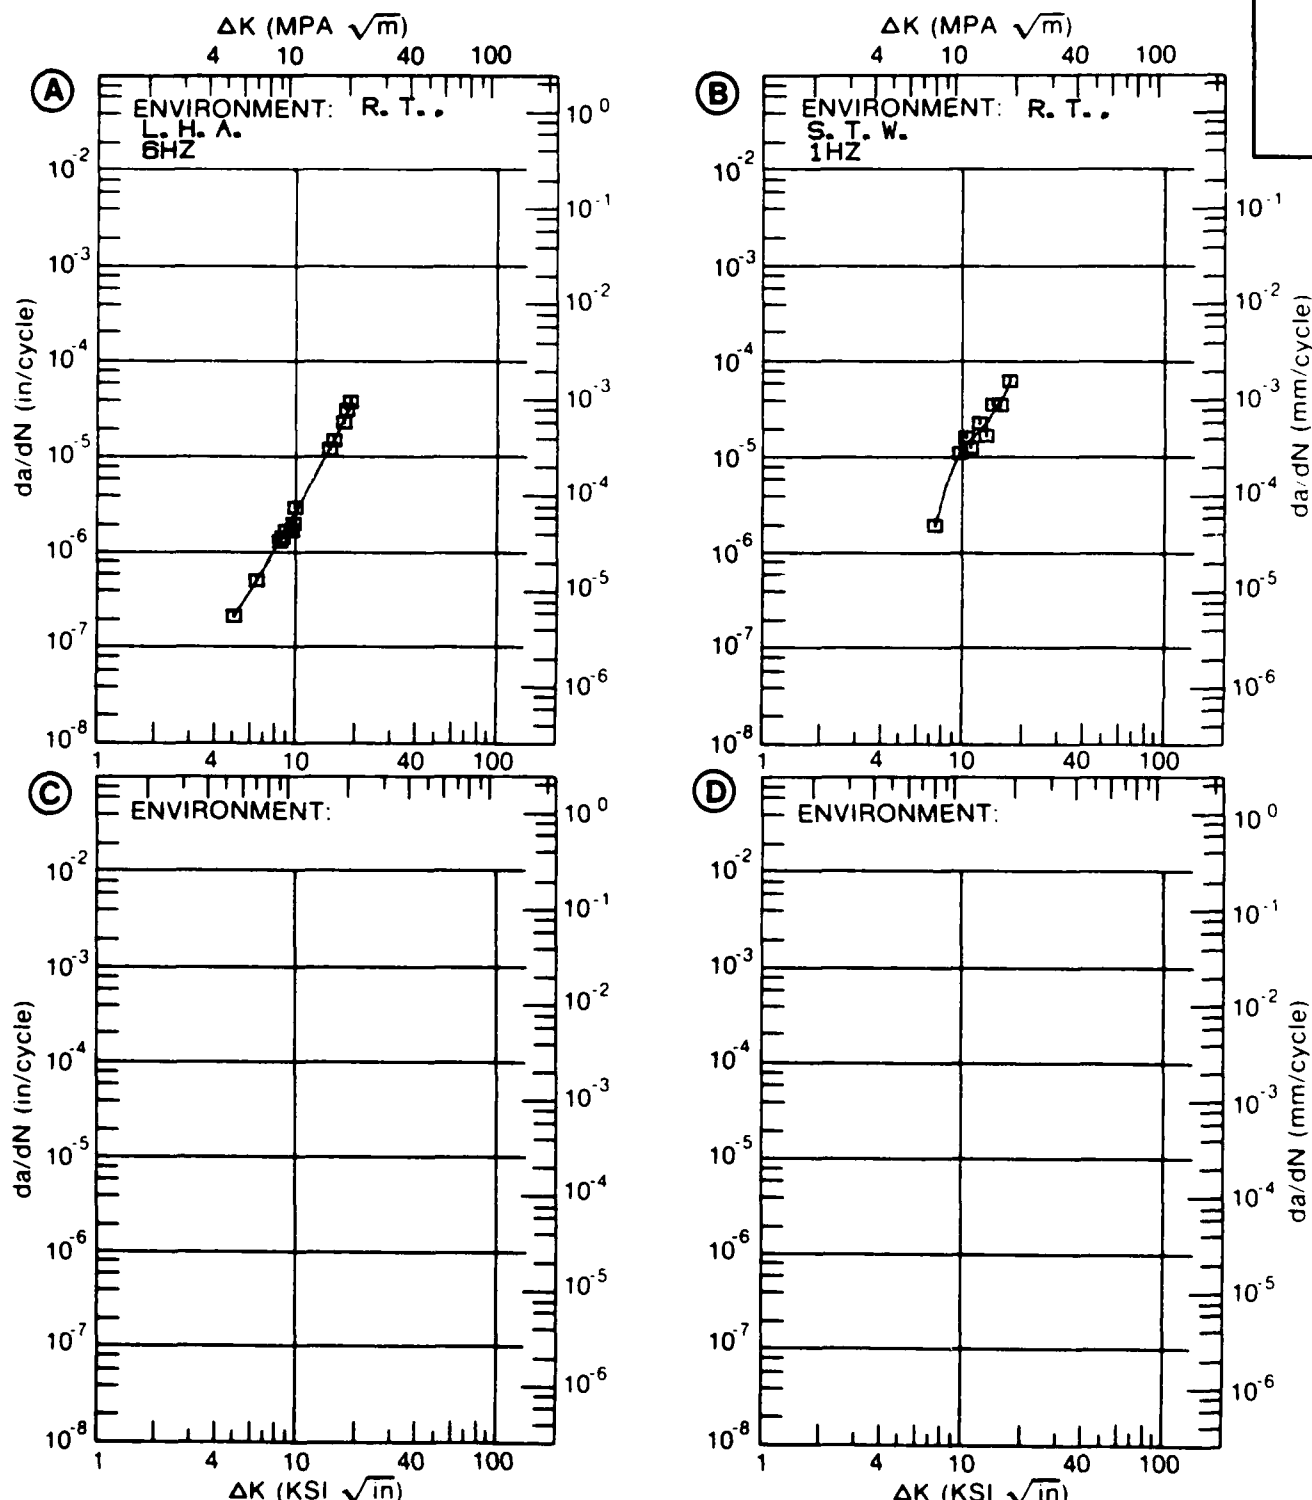 ΔK (MPA √m)
4 10 40 100
A
ENVIRONMENT: R. T.,
L. H. A.
6HZ
10^-2
10^-3
10^-4
10^-5
10^-6
10^-7
10^-8
da/dN (in/cycle)
10^0
10^-1
10^-2
10^-3
10^-4
10^-5
10^-6
1 4 10 40 100
ΔK (MPA √m)
4 10 40 100
B
ENVIRONMENT: R. T.,
S. T. W.
1HZ
10^-2
10^-3
10^-4
10^-5
10^-6
10^-7
10^-8
10^-1
10^-2
10^-3
10^-4
10^-5
10^-6
da/dN (mm/cycle)
1 4 10 40 100
C
ENVIRONMENT:
10^-2
10^-3
10^-4
10^-5
10^-6
10^-7
10^-8
da/dN (in/cycle)
10^0
10^-1
10^-2
10^-3
10^-4
10^-5
10^-6
1 4 10 40 100
ΔK (KSI √in)
D
ENVIRONMENT:
10^-2
10^-3
10^-4
10^-5
10^-6
10^-7
10^-8
10^0
10^-1
10^-2
10^-3
10^-4
10^-5
10^-6
da/dN (mm/cycle)
1 4 10 40 100
ΔK (KSI √in)